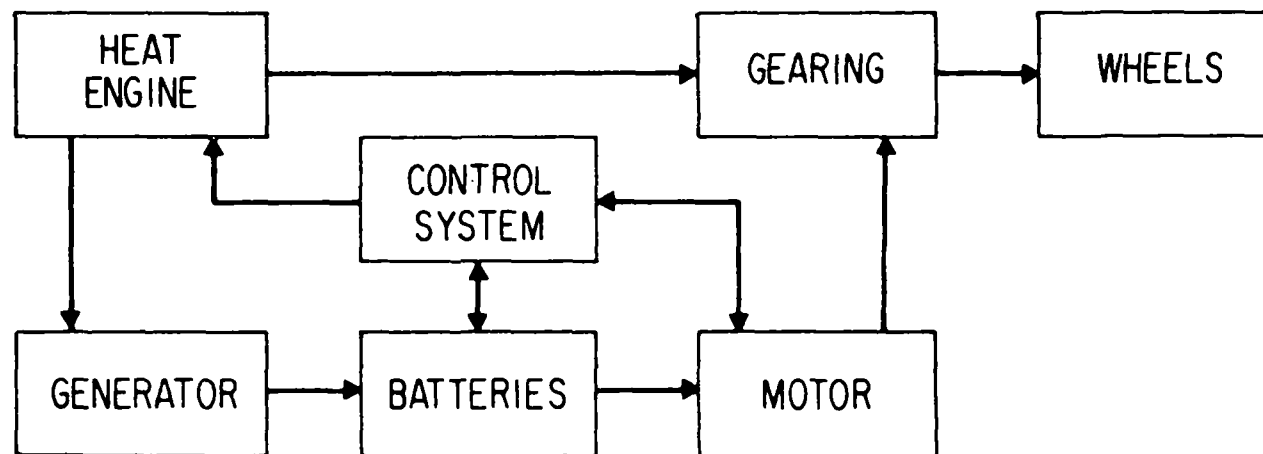 HEAT
ENGINE
GEARING
WHEELS
CONTROL
SYSTEM
GENERATOR
BATTERIES
MOTOR